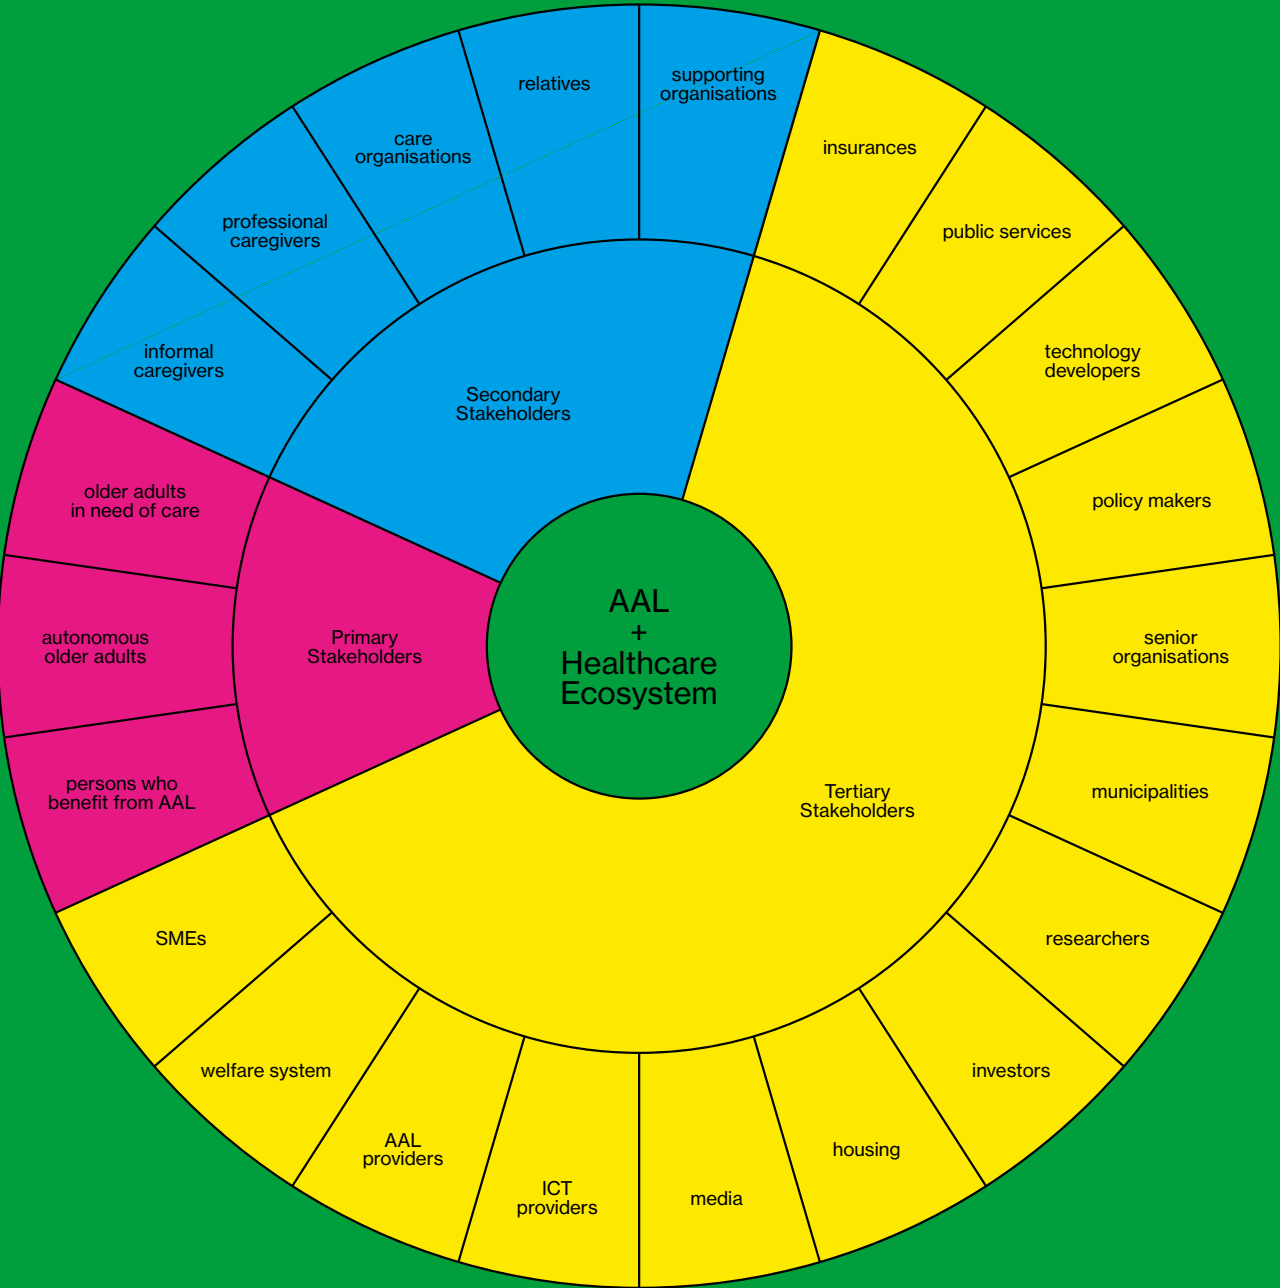 AAL
+
Healthcare
Ecosystem
Primary
Stakeholders
older adults
in need of care
autonomous
older adults
persons who
benefit from AAL
Secondary
Stakeholders
informal
caregivers
professional
caregivers
care
organisations
relatives
supporting
organisations
Tertiary
Stakeholders
insurances
public services
technology
developers
policy makers
senior
organisations
municipalities
researchers
investors
housing
media
ICT
providers
AAL
providers
welfare system
SMEs